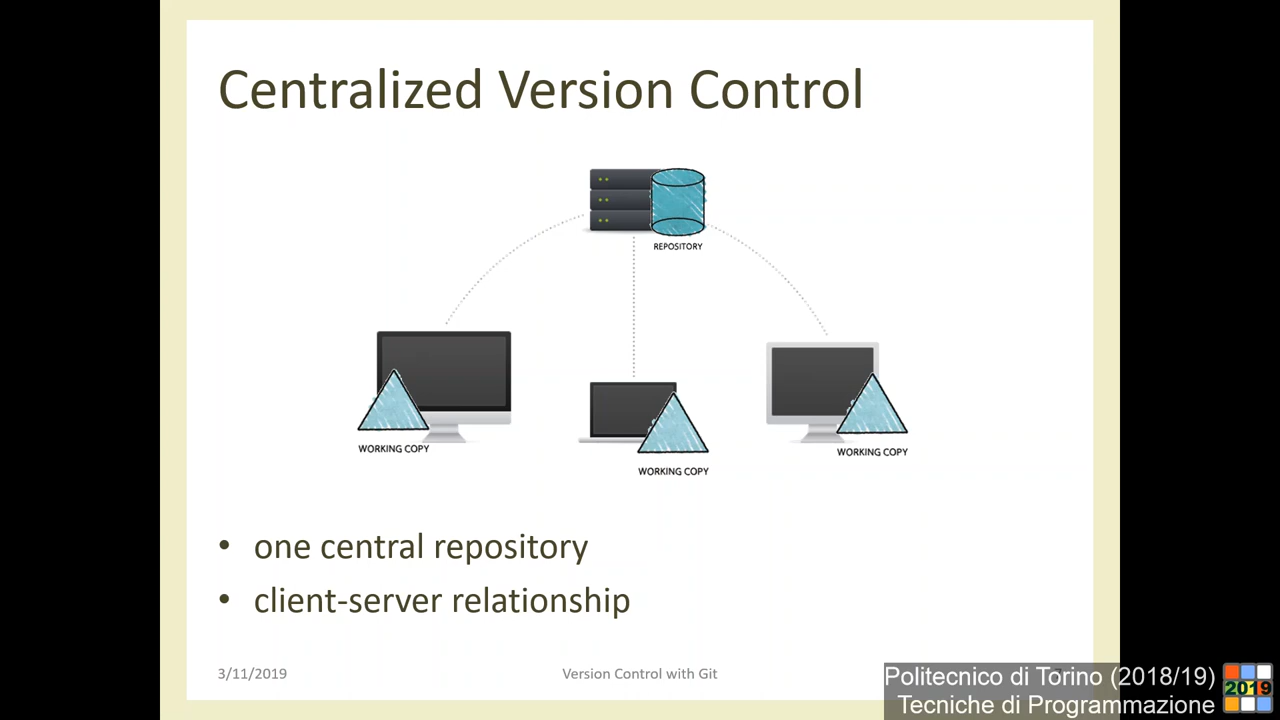 Centralized Version Control
REPOSITORY
WORKING COPY
WORKING COPY
WORKING COPY
• one central repository
• client-server relationship
3/11/2019
Version Control with Git
Politecnico di Torino (2018/19)
Tecniche di Programmazione
2019